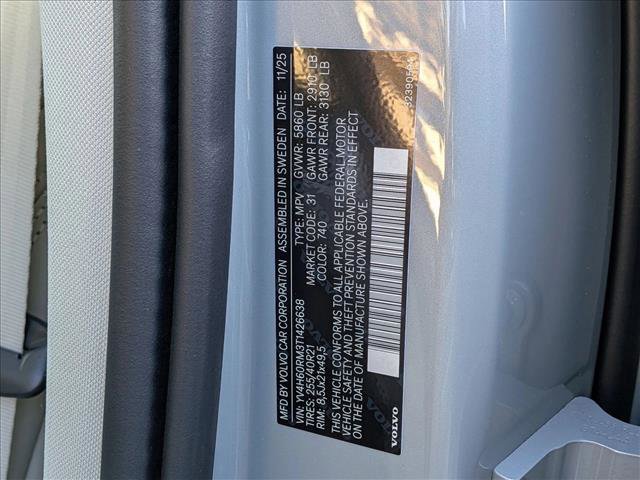 MFD BY VOLVO CAR CORPORATION ASSEMBLED IN SWEDEN DATE: 11/25
VIN: YV4H60RM3T1426638 TYPE: MPV GVWR: 5860 LB
TIRES: 255/40R21 MARKET CODE: 31 GAWR FRONT: 2910 LB
RIM: 8,5Jx21x49,5 COLOR: 740 GAWR REAR: 3130 LB
THIS VEHICLE CONFORMS TO ALL APPLICABLE FEDERAL MOTOR
VEHICLE SAFETY AND THEFT PREVENTION STANDARDS IN EFFECT
ON THE DATE OF MANUFACTURE SHOWN ABOVE.
VOLVO